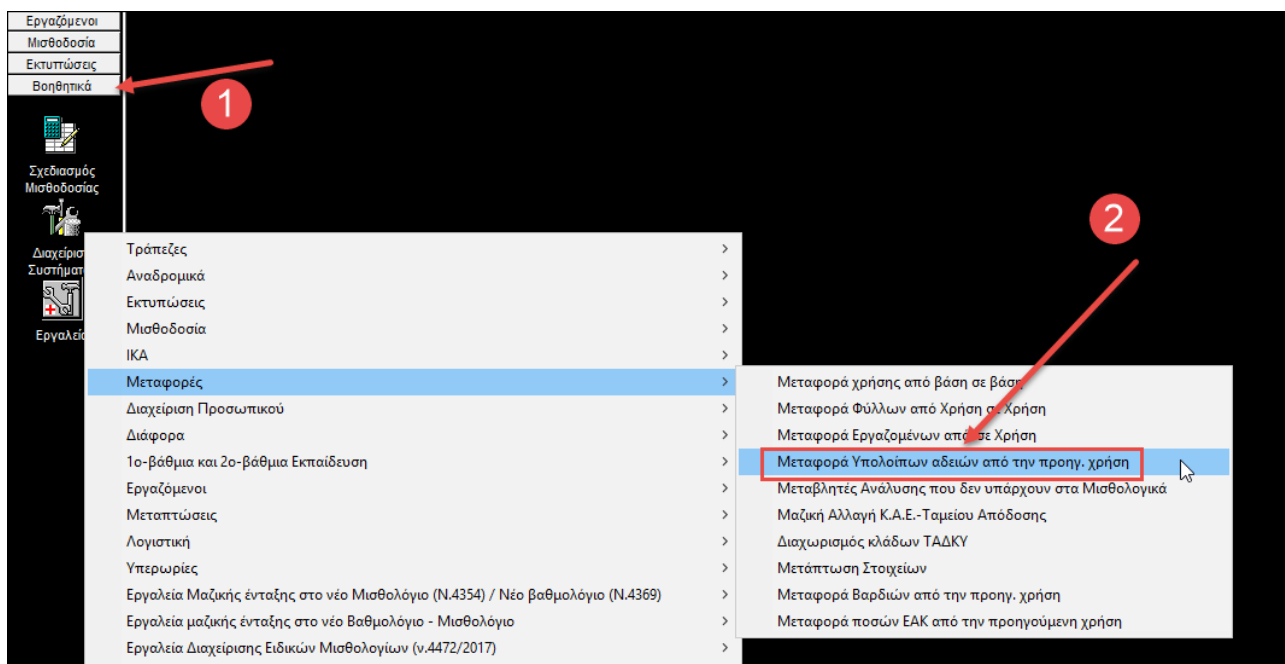 Εργαζόμενοι
Μισθοδοσία
Εκτυπώσεις
Βοηθητικά
1
Σχεδιασμός
Μισθοδοσίας
2
Διαχείρισ
Συστήματ
Εργαλεί
Τράπεζες
Αναδρομικά
Εκτυπώσεις
Μισθοδοσία
ΙΚΑ
Μεταφορές
Διαχείριση Προσωπικού
Διάφορα
1ο-βάθμια και 2ο-βάθμια Εκπαίδευση
Εργαζόμενοι
Μεταπτώσεις
Λογιστική
Υπερωρίες
Εργαλεία Μαζικής ένταξης στο νέο Μισθολόγιο (Ν.4354) / Νέο βαθμολόγιο (Ν.4369)
Εργαλεία μαζικής ένταξης στο νέο Βαθμολόγιο - Μισθολόγιο
Εργαλεία Διαχείρισης Ειδικών Μισθολογίων (ν.4472/2017)
Μεταφορά χρήσης από βάση σε βάση
Μεταφορά Φύλλων από Χρήση σε Χρήση
Μεταφορά Εργαζομένων από σε Χρήση
Μεταφορά Υπολοίπων αδειών από την προηγ. χρήση
Μεταβλητές Ανάλυσης που δεν υπάρχουν στα Μισθολογικά
Μαζική Αλλαγή Κ.Α.Ε.-Ταμείου Απόδοσης
Διαχωρισμός κλάδων ΤΑΔΚΥ
Μετάπτωση Στοιχείων
Μεταφορά Βαρδιών από την προηγ. χρήση
Μεταφορά ποσών ΕΑΚ από την προηγούμενη χρήση